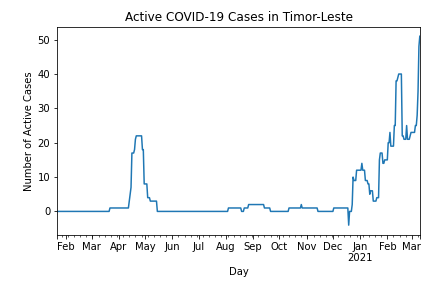 Active COVID-19 Cases in Timor-Leste
Number of Active Cases
50
40
30
20
10
0
Feb Mar Apr May Jun Jul Aug Sep Oct Nov Dec Jan Feb Mar
2021
Day